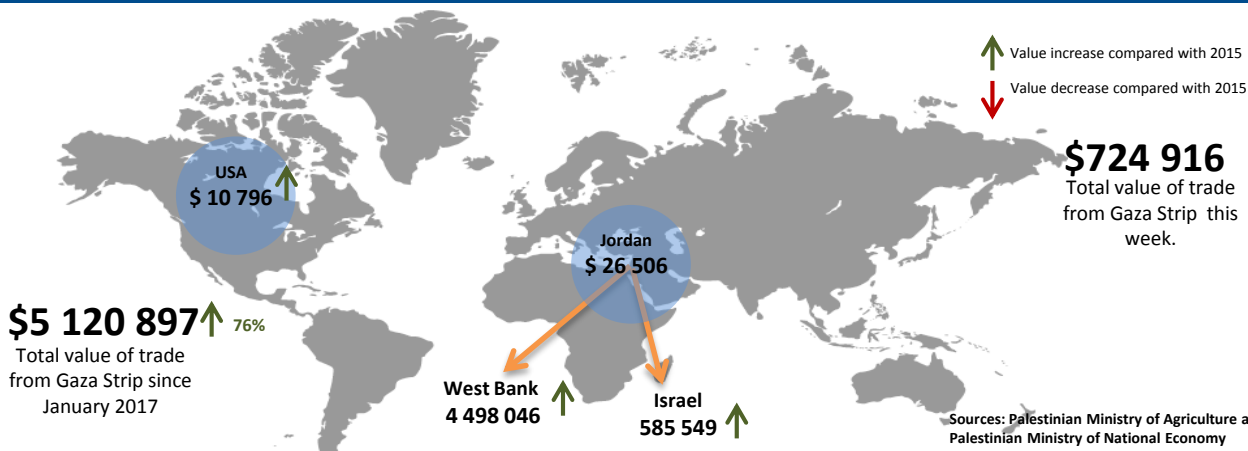 Value increase compared with 2015
Value decrease compared with 2015
USA
$ 10 796
$724 916
Total value of trade
from Gaza Strip this
week.
Jordan
$ 26 506
$5 120 897
76%
Total value of trade
from Gaza Strip since
January 2017
West Bank
4 498 046
Israel
585 549
Sources: Palestinian Ministry of Agriculture a
Palestinian Ministry of National Economy